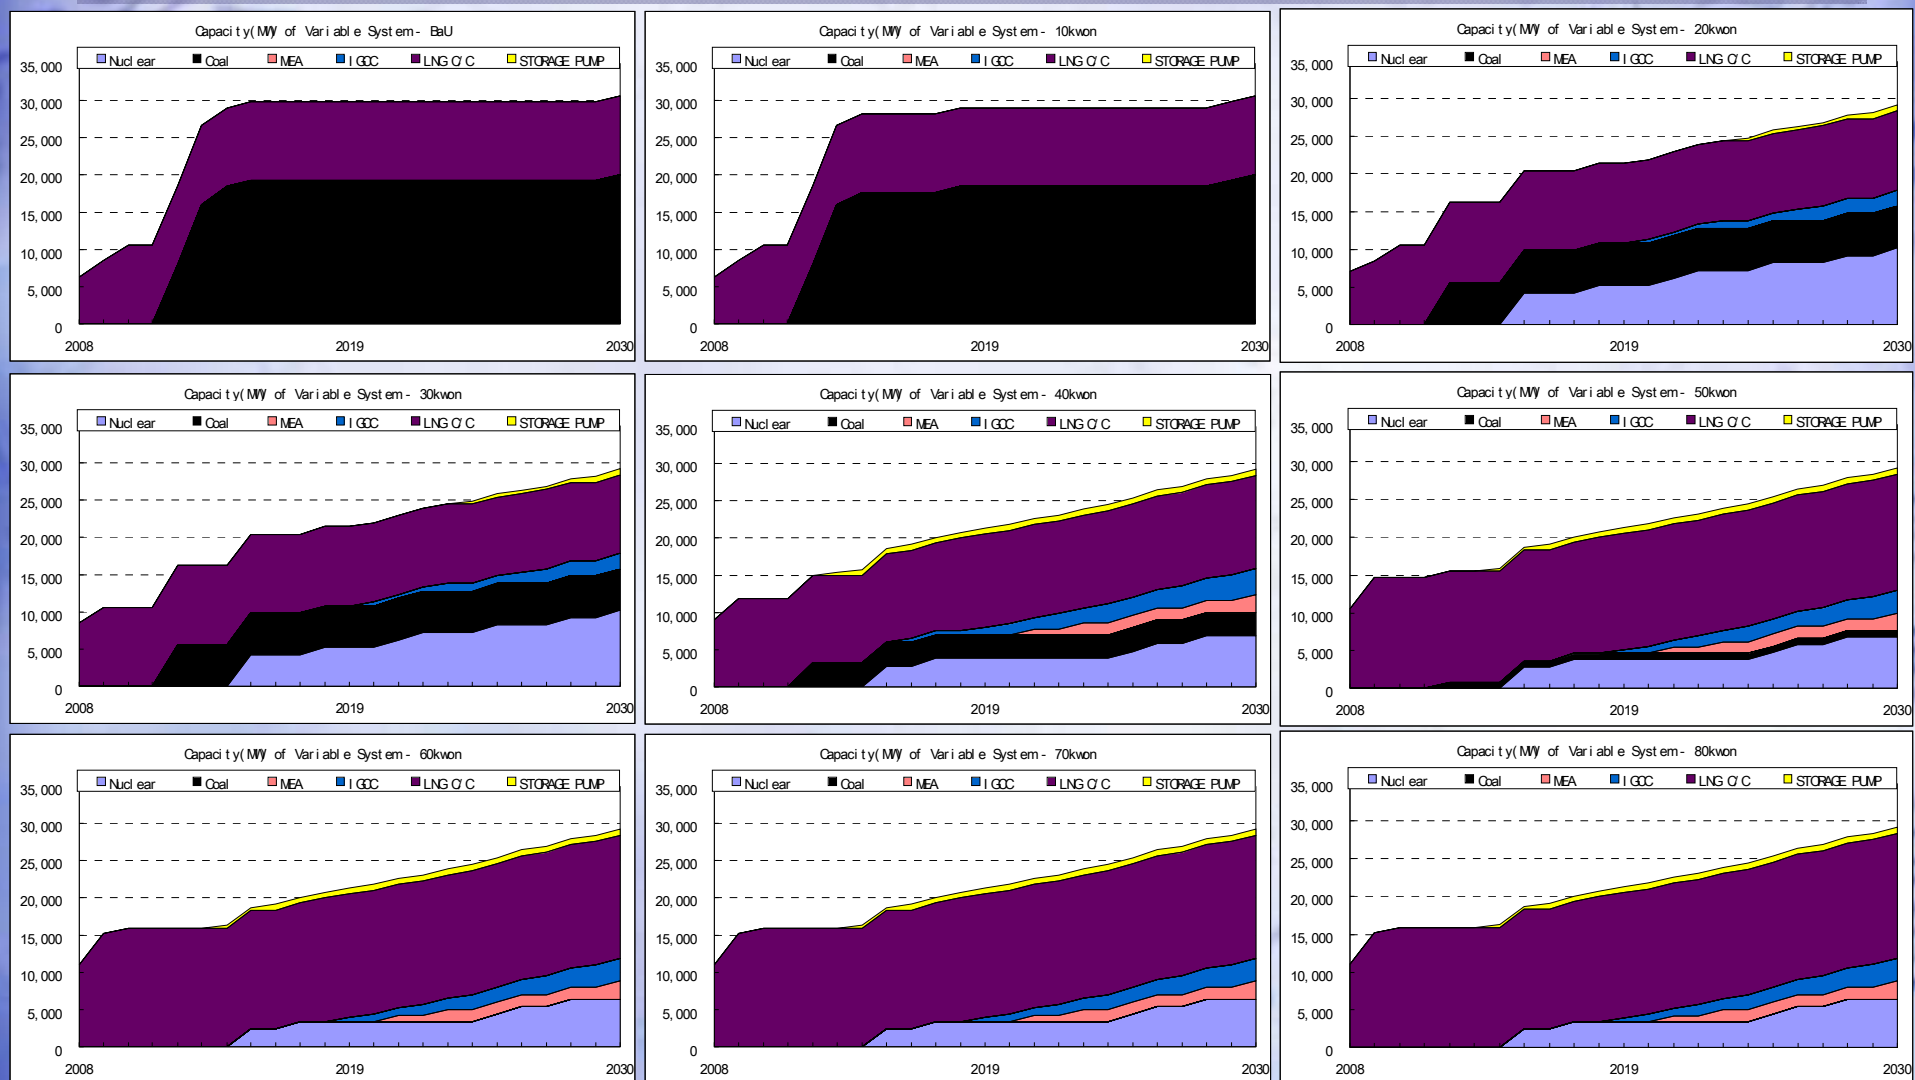 Capacity(MW) of Variable System- BaU
Nuclear Coal MEA IGCC LNG C/C STORAGE PUMP
35,000
30,000
25,000
20,000
15,000
10,000
5,000
0
2008 2019 2030
Capacity(MW) of Variable System- 10kwon
Nuclear Coal MEA IGCC LNG C/C STORAGE PUMP
35,000
30,000
25,000
20,000
15,000
10,000
5,000
0
2008 2019 2030
Capacity(MW) of Variable System- 20kwon
Nuclear Coal MEA IGCC LNG C/C STORAGE PUMP
35,000
30,000
25,000
20,000
15,000
10,000
5,000
0
2008 2019 2030
Capacity(MW) of Variable System- 30kwon
Nuclear Coal MEA IGCC LNG C/C STORAGE PUMP
35,000
30,000
25,000
20,000
15,000
10,000
5,000
0
2008 2019 2030
Capacity(MW) of Variable System- 40kwon
Nuclear Coal MEA IGCC LNG C/C STORAGE PUMP
35,000
30,000
25,000
20,000
15,000
10,000
5,000
0
2008 2019 2030
Capacity(MW) of Variable System- 50kwon
Nuclear Coal MEA IGCC LNG C/C STORAGE PUMP
35,000
30,000
25,000
20,000
15,000
10,000
5,000
0
2008 2019 2030
Capacity(MW) of Variable System- 60kwon
Nuclear Coal MEA IGCC LNG C/C STORAGE PUMP
35,000
30,000
25,000
20,000
15,000
10,000
5,000
0
2008 2019 2030
Capacity(MW) of Variable System- 70kwon
Nuclear Coal MEA IGCC LNG C/C STORAGE PUMP
35,000
30,000
25,000
20,000
15,000
10,000
5,000
0
2008 2019 2030
Capacity(MW) of Variable System- 80kwon
Nuclear Coal MEA IGCC LNG C/C STORAGE PUMP
35,000
30,000
25,000
20,000
15,000
10,000
5,000
0
2008 2019 2030